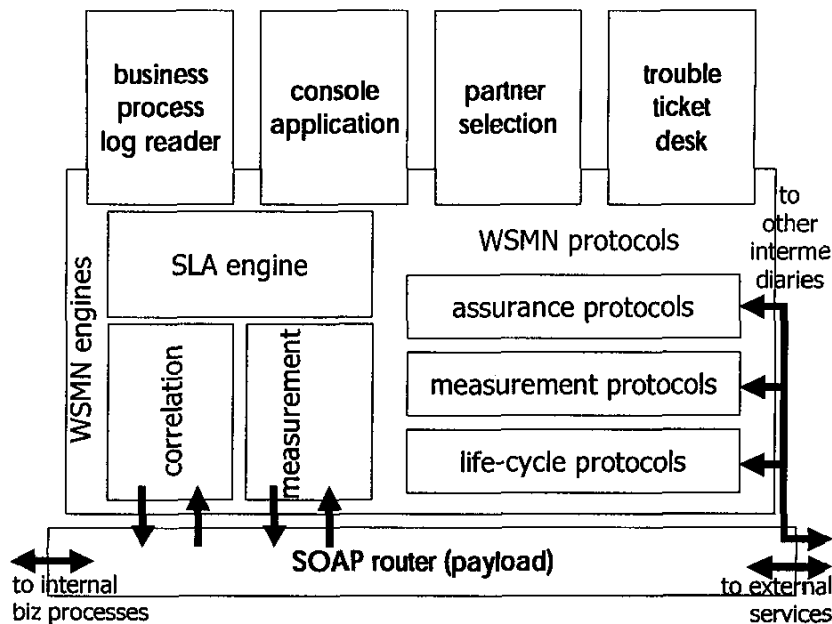 business
process
log reader
console
application
partner
selection
trouble
ticket
desk
WSMN engines
SLA engine
correlation
measurement
WSMN protocols
assurance protocols
measurement protocols
life-cycle protocols
to
other
interme
diaries
SOAP router (payload)
to internal
biz processes
to external
services